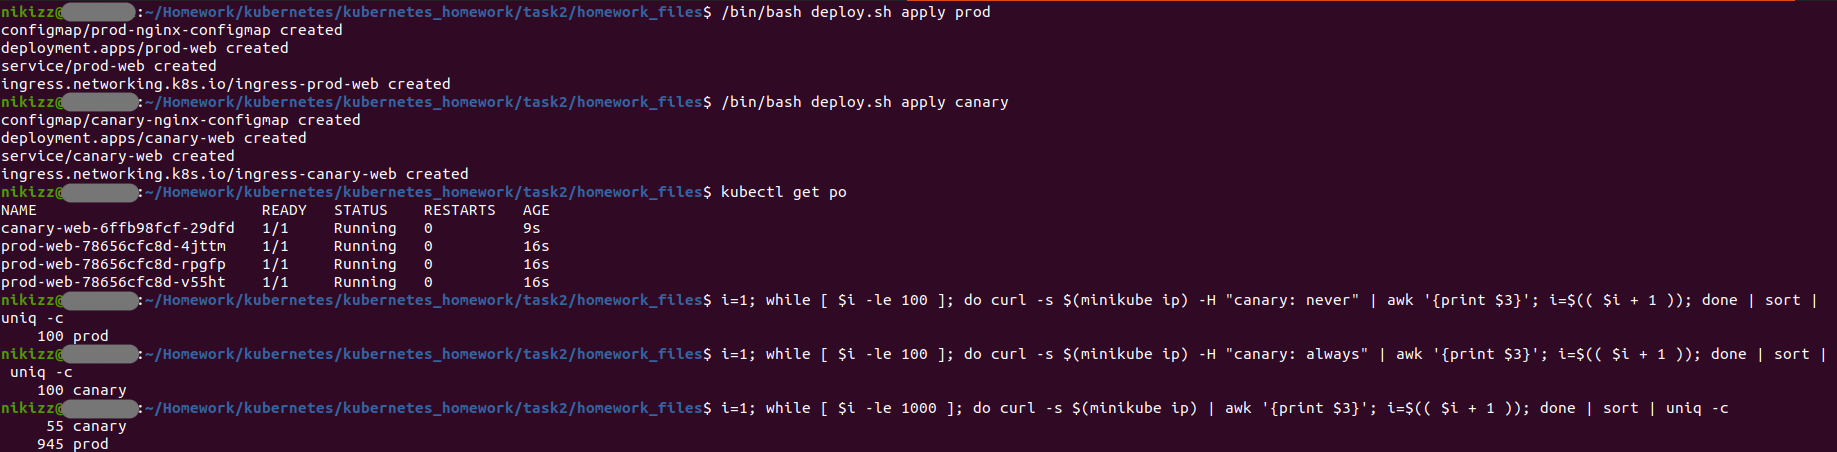 nikizz@:~/Homework/kubernetes/kubernetes_homework/task2/homework_files$ /bin/bash deploy.sh apply prod
configmap/prod-nginx-configmap created
deployment.apps/prod-web created
service/prod-web created
ingress.networking.k8s.io/ingress-prod-web created
nikizz@:~/Homework/kubernetes/kubernetes_homework/task2/homework_files$ /bin/bash deploy.sh apply canary
configmap/canary-nginx-configmap created
deployment.apps/canary-web created
service/canary-web created
ingress.networking.k8s.io/ingress-canary-web created
nikizz@:~/Homework/kubernetes/kubernetes_homework/task2/homework_files$ kubectl get po
NAME                         READY   STATUS    RESTARTS   AGE
canary-web-6ffb98fcf-29dfd   1/1     Running   0          9s
prod-web-78656cfc8d-4jttm    1/1     Running   0          16s
prod-web-78656cfc8d-rpgfp    1/1     Running   0          16s
prod-web-78656cfc8d-v55ht    1/1     Running   0          16s
nikizz@:~/Homework/kubernetes/kubernetes_homework/task2/homework_files$ i=1; while [ $i -le 100 ]; do curl -s $(minikube ip) -H "canary: never" | awk '{print $3}'; i=$(( $i + 1 )); done | sort |
uniq -c
    100 prod
nikizz@:~/Homework/kubernetes/kubernetes_homework/task2/homework_files$ i=1; while [ $i -le 100 ]; do curl -s $(minikube ip) -H "canary: always" | awk '{print $3}'; i=$(( $i + 1 )); done | sort |
 uniq -c
    100 canary
nikizz@:~/Homework/kubernetes/kubernetes_homework/task2/homework_files$ i=1; while [ $i -le 1000 ]; do curl -s $(minikube ip) | awk '{print $3}'; i=$(( $i + 1 )); done | sort | uniq -c
     55 canary
    945 prod